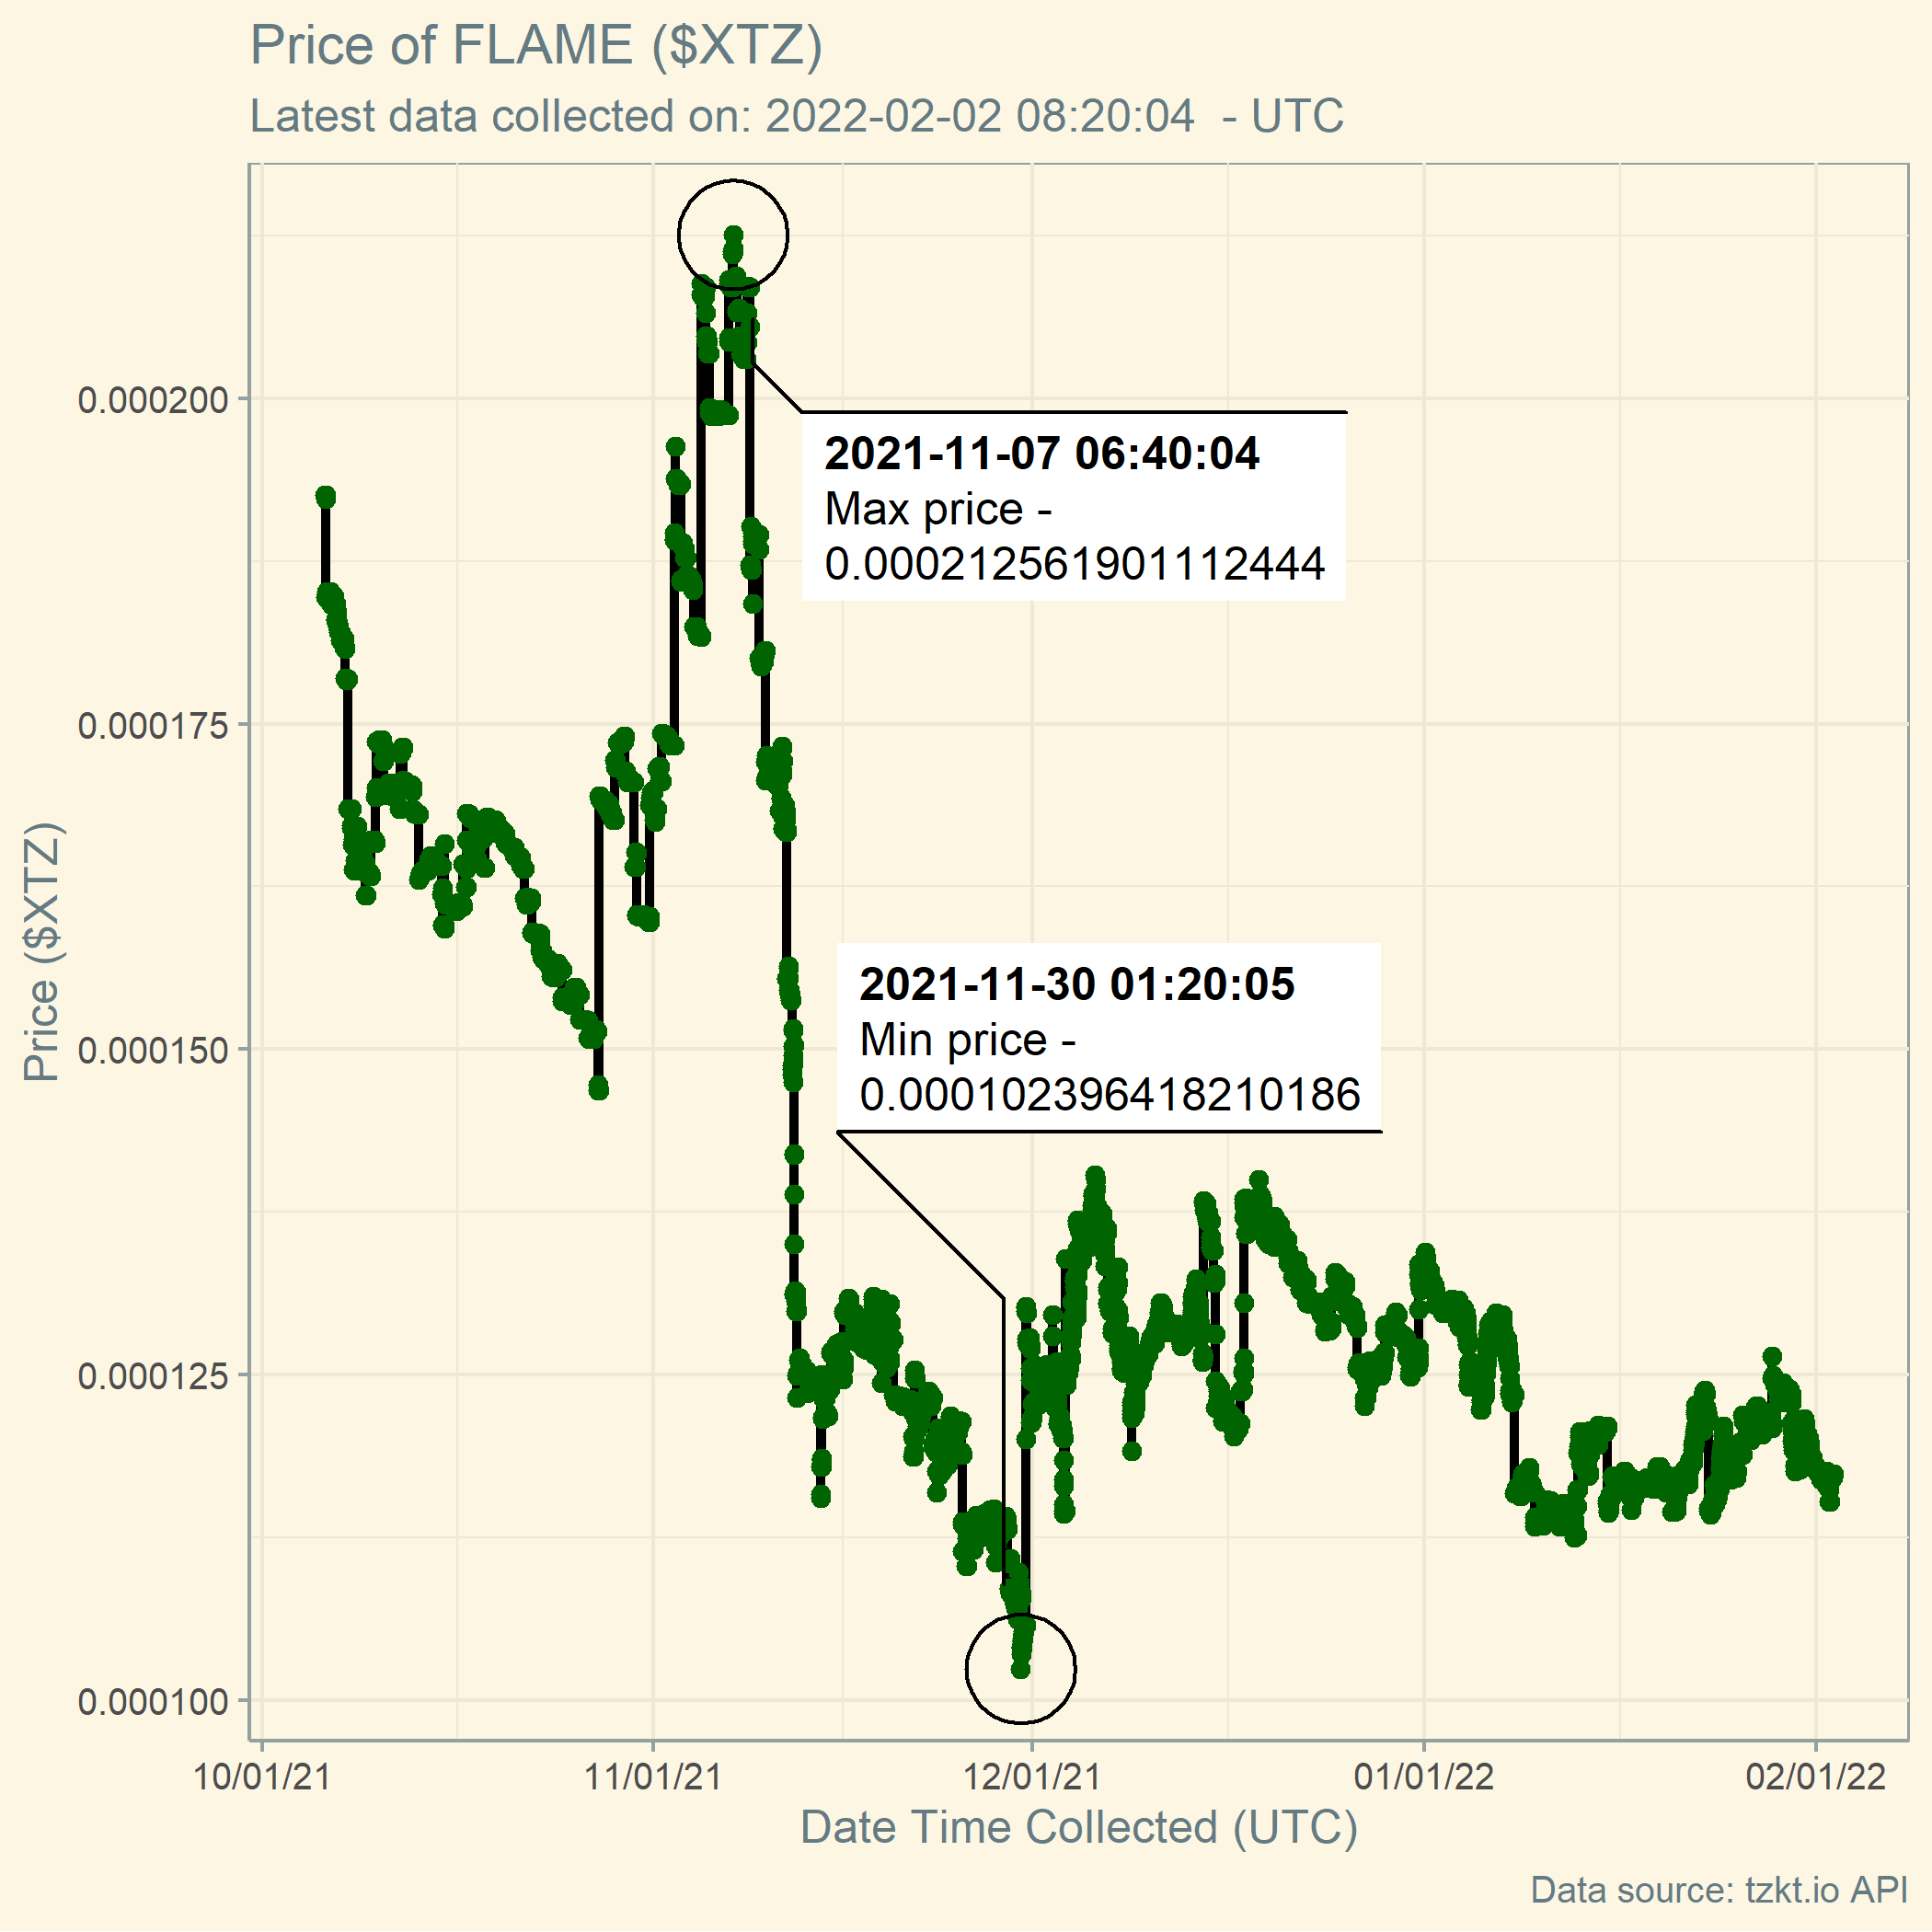 Price of FLAME ($XTZ)
Latest data collected on: 2022-02-02 08:20:04 - UTC
0.000200
0.000175
0.000150
0.000125
0.000100
Price ($XTZ)
2021-11-07 06:40:04
Max price -
0.000212561901112444
2021-11-30 01:20:05
Min price -
0.000102396418210186
10/01/21
11/01/21
12/01/21
01/01/22
02/01/22
Date Time Collected (UTC)
Data source: tzkt.io API